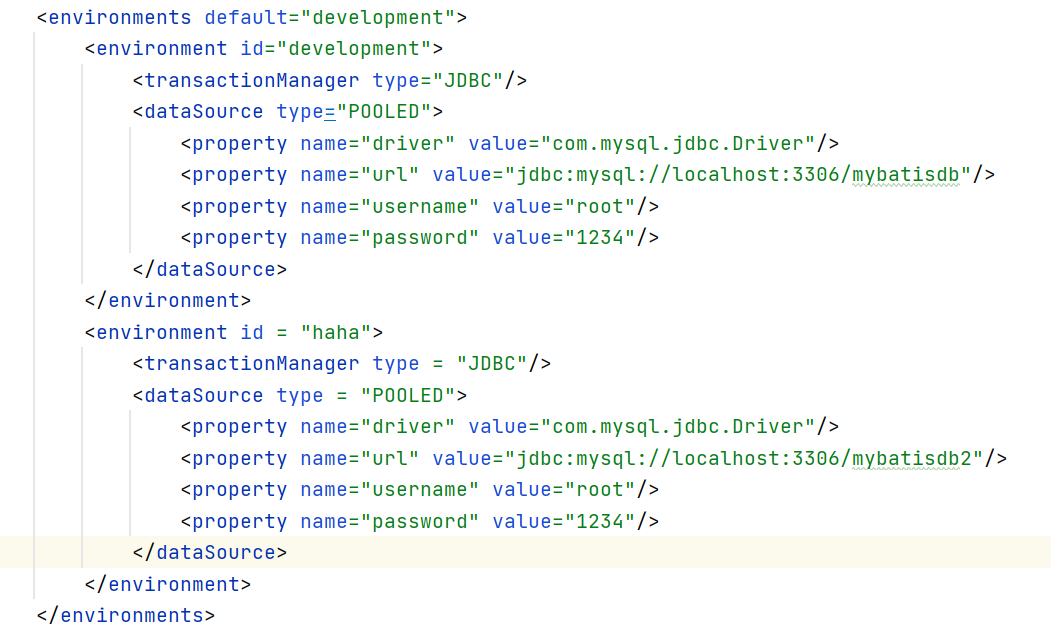 <environments default="development">
<environment id="development">
<transactionManager type="JDBC"/>
<dataSource type="POOLED">
<property name="driver" value="com.mysql.jdbc.Driver"/>
<property name="url" value="jdbc:mysql://localhost:3306/mybatisdb"/>
<property name="username" value="root"/>
<property name="password" value="1234"/>
</dataSource>
</environment>
<environment id = "haha">
<transactionManager type = "JDBC"/>
<dataSource type = "POOLED">
<property name="driver" value="com.mysql.jdbc.Driver"/>
<property name="url" value="jdbc:mysql://localhost:3306/mybatisdb2"/>
<property name="username" value="root"/>
<property name="password" value="1234"/>
</dataSource>
</environment>
</environments>